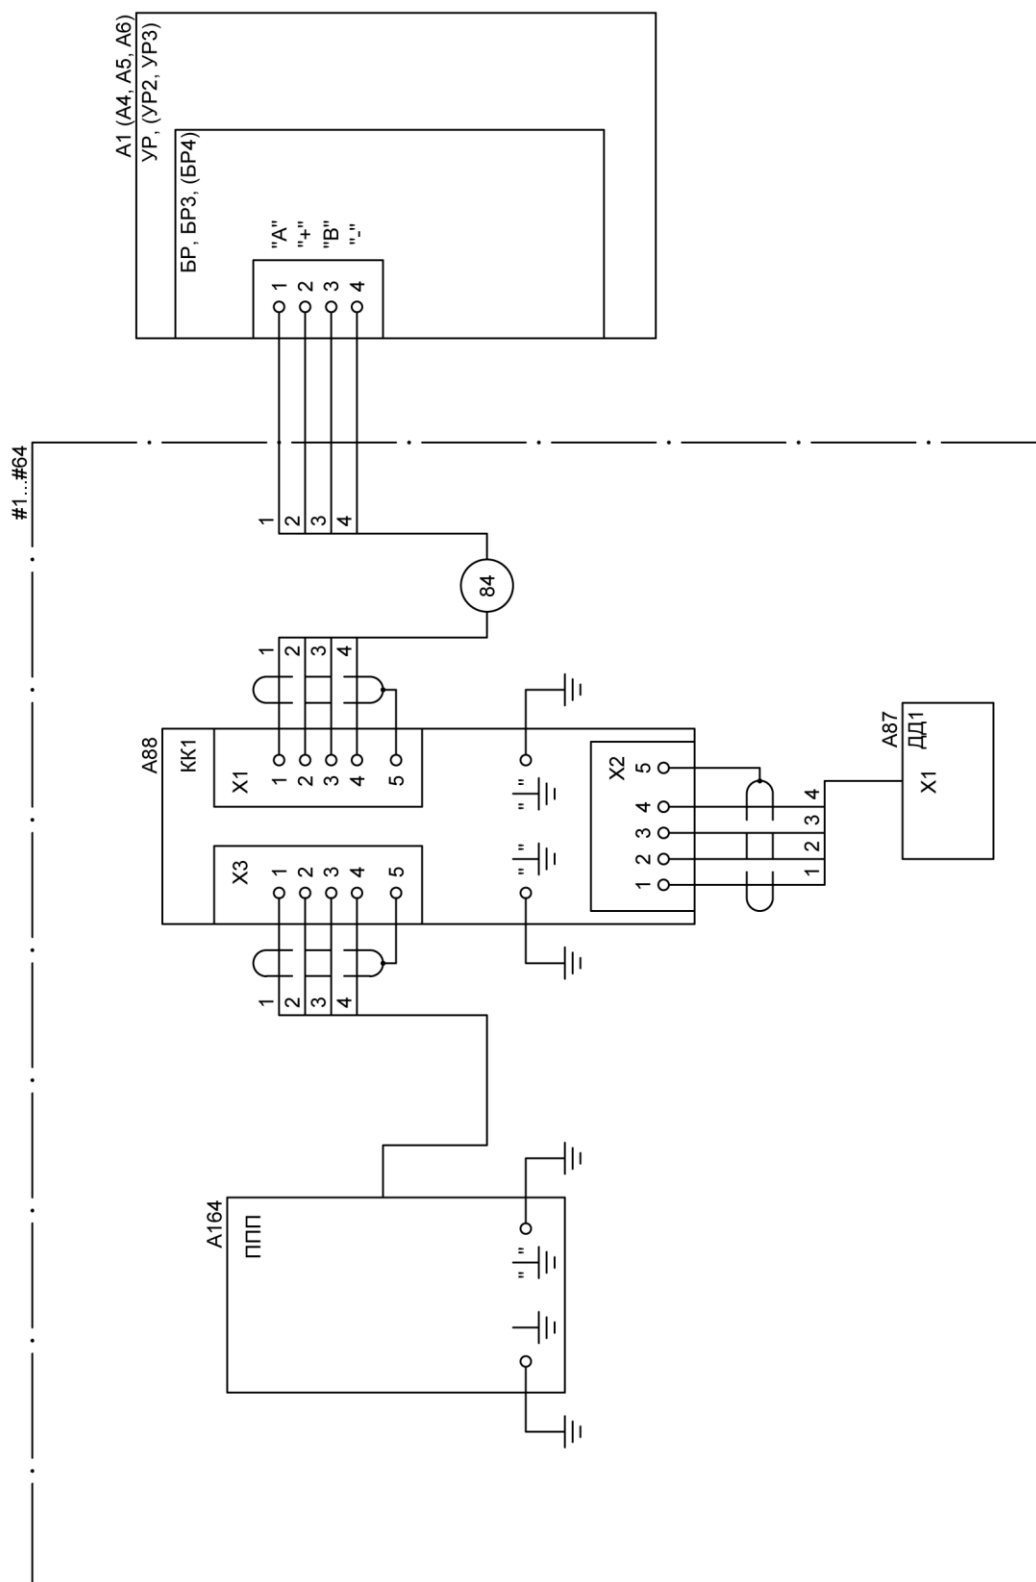 #1...#64
A164
ППП
" "
1
2
3
4
A88
КК1
X3
1
2
3
4
5
X1
1
2
3
4
5
" "
" "
X2
1 2 3 4 5
1 2 3 4
A87
ДД1
X1
1
2
3
4
84
1
2
3
4
A1 (A4, A5, A6)
УР, (УР2, УР3)
БР, БР3, (БР4)
1 "A"
2 "+"
3 "B"
4 "-"